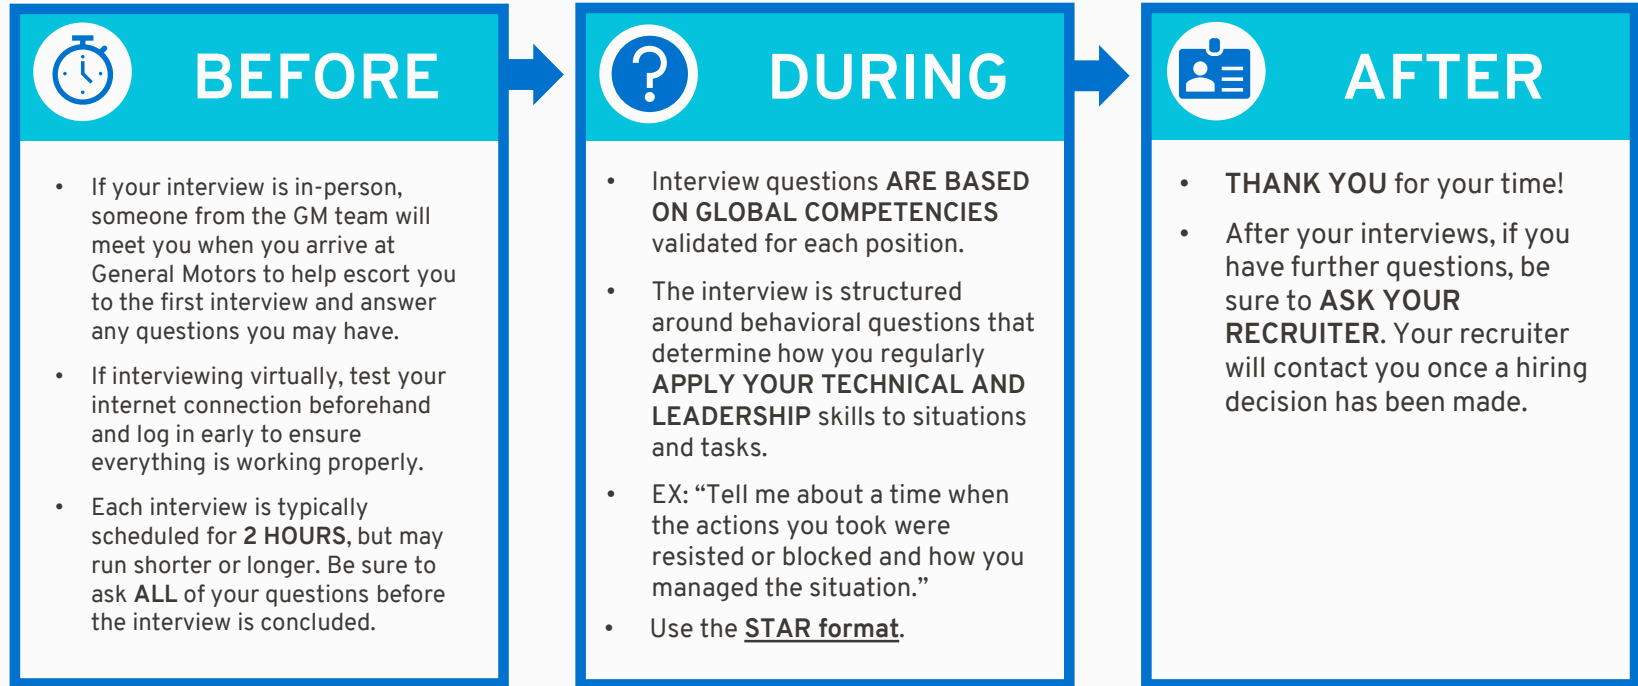 BEFORE
• If your interview is in-person,
someone from the GM team will
meet you when you arrive at
General Motors to help escort you
to the first interview and answer
any questions you may have.
• If interviewing virtually, test your
internet connection beforehand
and log in early to ensure
everything is working properly.
• Each interview is typically
scheduled for 2 HOURS, but may
run shorter or longer. Be sure to
ask ALL of your questions before
the interview is concluded.
?
DURING
• Interview questions ARE BASED
ON GLOBAL COMPETENCIES
validated for each position.
• The interview is structured
around behavioral questions that
determine how you regularly
APPLY YOUR TECHNICAL AND
LEADERSHIP skills to situations
and tasks.
• EX: “Tell me about a time when
the actions you took were
resisted or blocked and how you
managed the situation.”
• Use the STAR format.
AFTER
• THANK YOU for your time!
• After your interviews, if you
have further questions, be
sure to ASK YOUR
RECRUITER. Your recruiter
will contact you once a hiring
decision has been made.